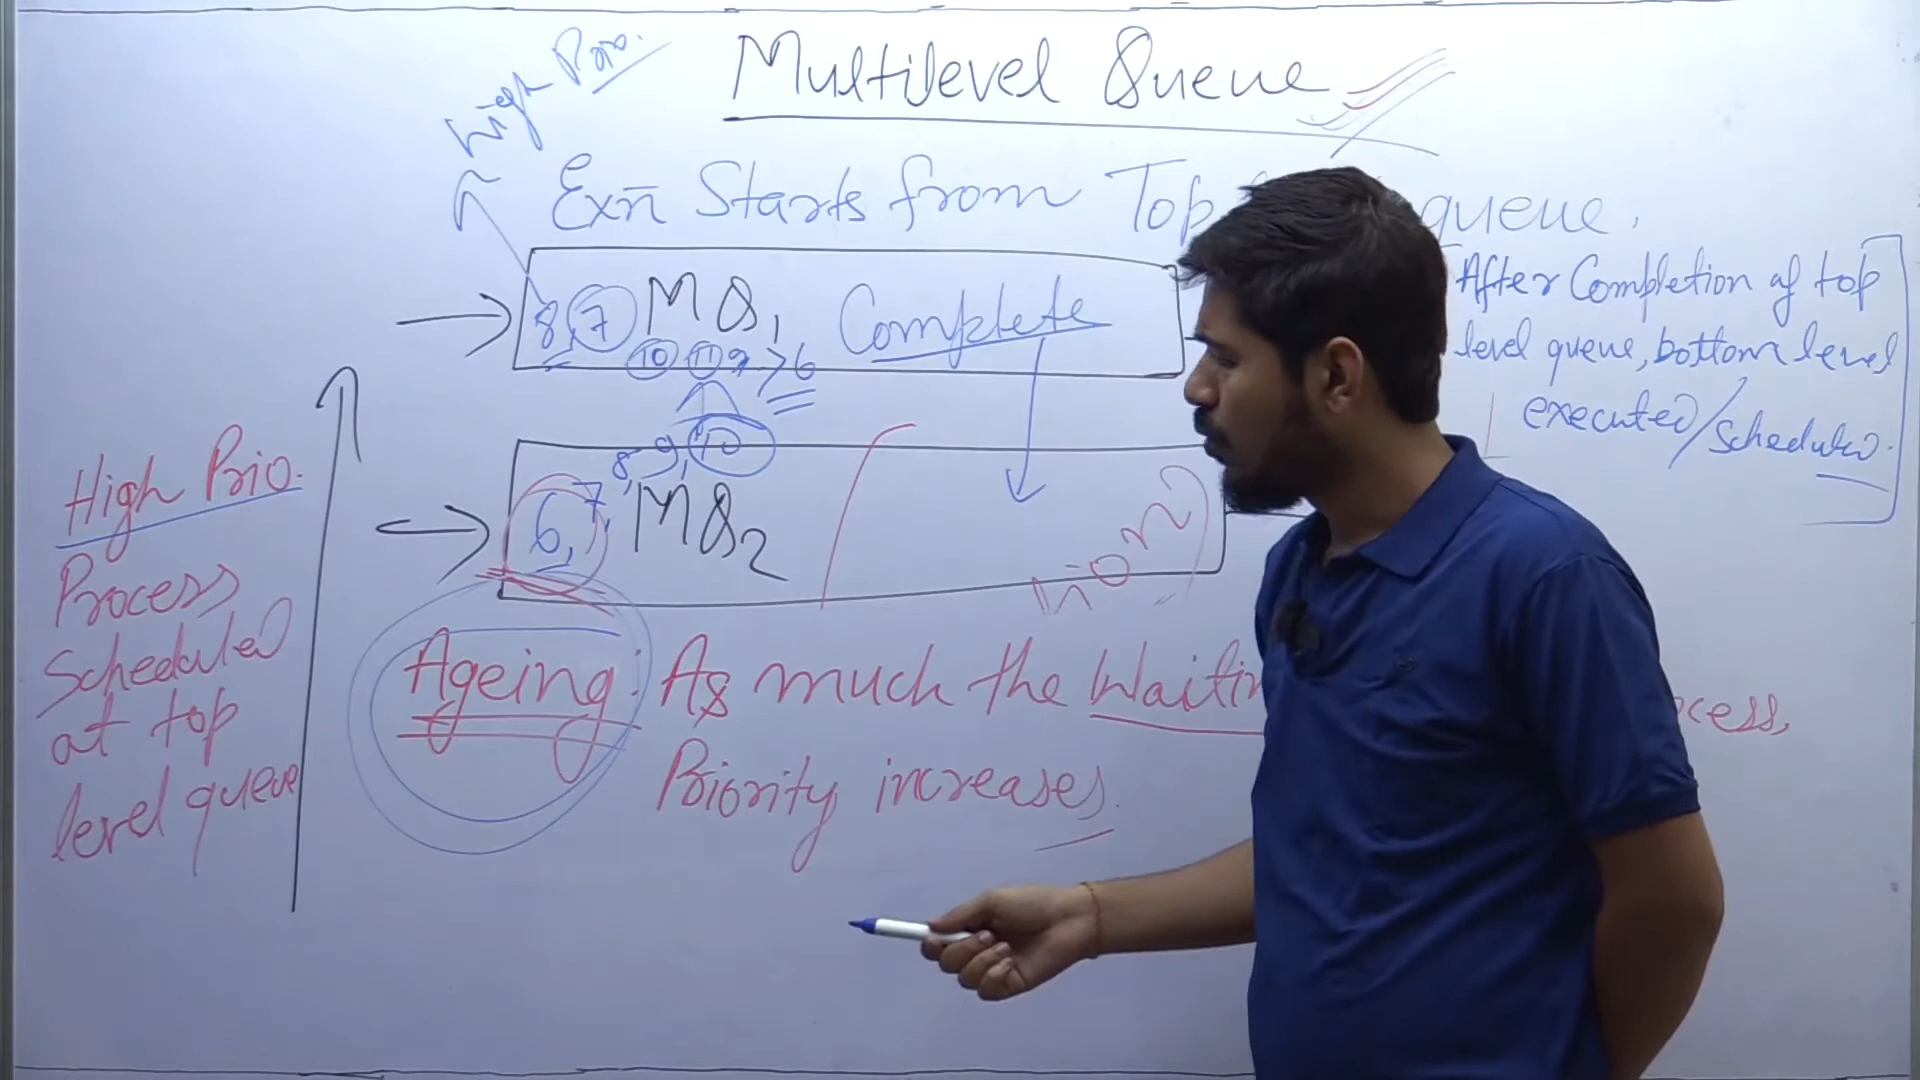 High Prio.
Multilevel Queue
Exn Starts from Top queue.
8, 7 MQ1 Complete
10 11 9 > 6
After Completion of top
level queue, bottom level
executed/scheduled.
8, 9, 10
6, 7, MQ2
High Prio.
Process
Scheduled
at top
level queue
Ageing: As much the Waitin
Priority increases.